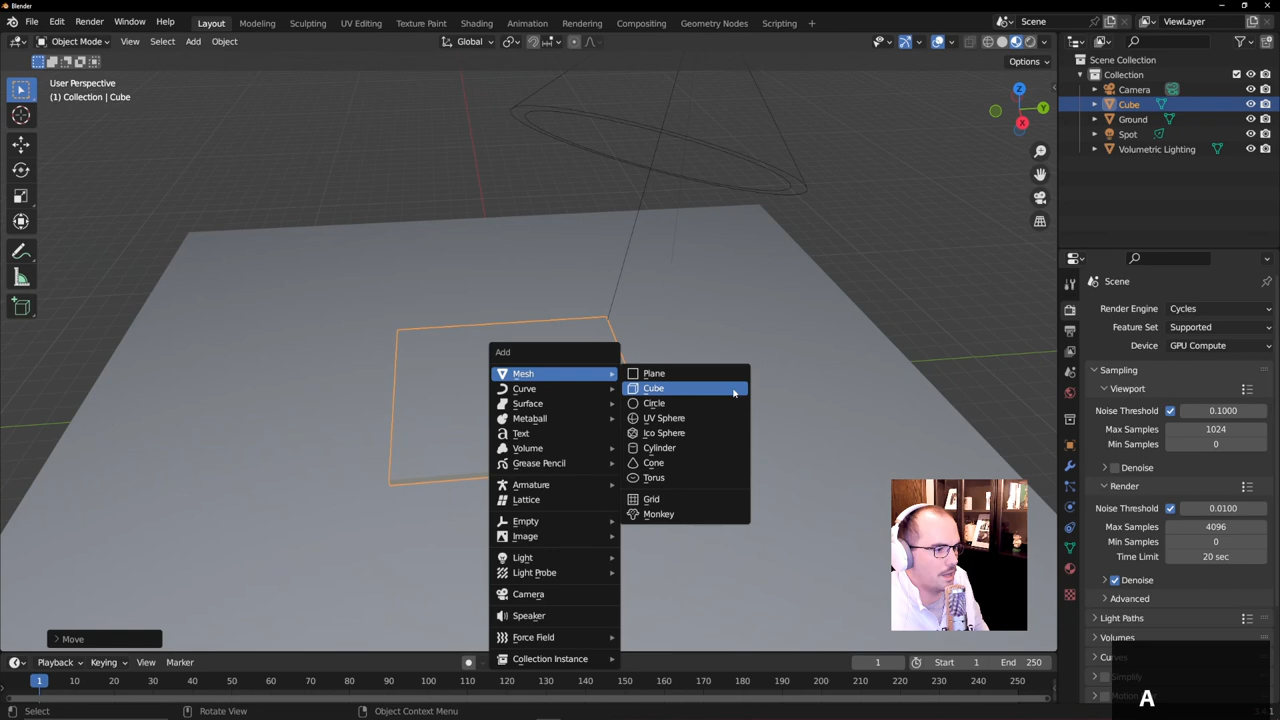 Blender
File Edit Render Window Help Layout Modeling Sculpting UV Editing Texture Paint Shading Animation Rendering Compositing Geometry Nodes Scripting + Scene ViewLayer
Object Mode View Select Add Object Global
Options
User Perspective
(1) Collection | Cube
Z
Y
X
Scene Collection
Collection
Camera
Cube
Ground
Spot
Volumetric Lighting
Scene
Render Engine Cycles
Feature Set Supported
Device GPU Compute
Sampling
Viewport
Noise Threshold 0.1000
Max Samples 1024
Min Samples 0
Denoise
Render
Noise Threshold 0.0100
Max Samples 4096
Min Samples 0
Time Limit 20 sec
Denoise
Advanced
Light Paths
Volumes
Curves
Simplify
Add
Mesh
Curve
Surface
Metaball
Text
Volume
Grease Pencil
Armature
Lattice
Empty
Image
Light
Light Probe
Camera
Speaker
Force Field
Collection Instance
Plane
Cube
Circle
UV Sphere
Ico Sphere
Cylinder
Cone
Torus
Grid
Monkey
Move
A
Playback Keying View Marker 1 Start 1 End 250
1 10 20 30 40 50 60 70 80 90 100 110 120 130 140 150 160 170 180 190 200 210 220 230 240 250
Select Rotate View Object Context Menu